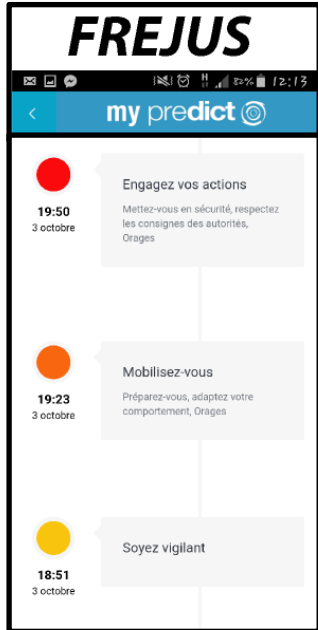 FREJUS
H 82% 12:13
my predict
Engagez vos actions
19:50
3 octobre
Mettez-vous en sécurité, respectez
les consignes des autorités,
Orages
Mobilisez-vous
19:23
3 octobre
Préparez-vous, adaptez votre
comportement, Orages
Soyez vigilant
18:51
3 octobre